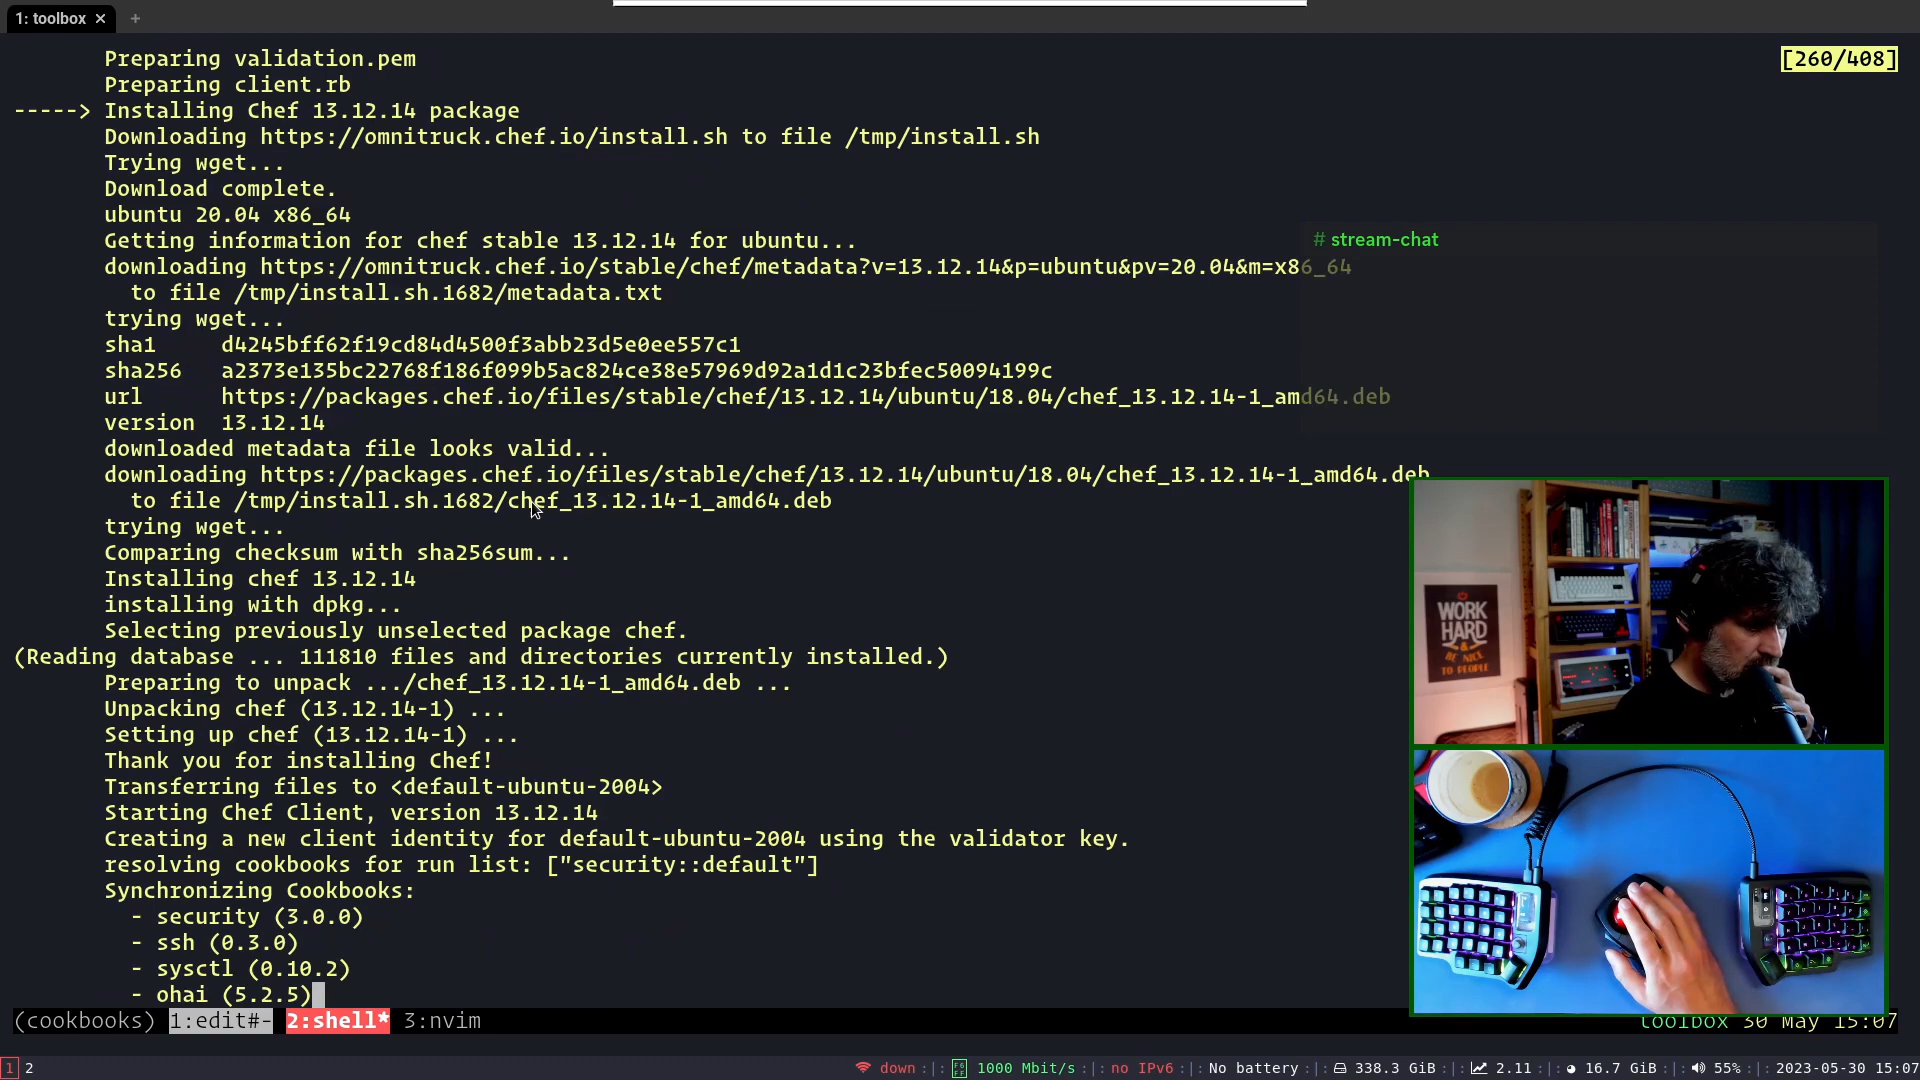 1: toolbox × +
Preparing validation.pem
[260/408]
Preparing client.rb
-----> Installing Chef 13.12.14 package
Downloading https://omnitruck.chef.io/install.sh to file /tmp/install.sh
Trying wget...
Download complete.
ubuntu 20.04 x86_64
Getting information for chef stable 13.12.14 for ubuntu...
# stream-chat
downloading https://omnitruck.chef.io/stable/chef/metadata?v=13.12.14&p=ubuntu&pv=20.04&m=x86_64
to file /tmp/install.sh.1682/metadata.txt
trying wget...
sha1 d4245bff62f19cd84d4500f3abb23d5e0ee557c1
sha256 a2373e135bc22768f186f099b5ac824ce38e57969d92a1d1c23bfec50094199c
url https://packages.chef.io/files/stable/chef/13.12.14/ubuntu/18.04/chef_13.12.14-1_amd64.deb
version 13.12.14
downloaded metadata file looks valid...
downloading https://packages.chef.io/files/stable/chef/13.12.14/ubuntu/18.04/chef_13.12.14-1_amd64.deb
to file /tmp/install.sh.1682/chef_13.12.14-1_amd64.deb
trying wget...
Comparing checksum with sha256sum...
Installing chef 13.12.14
installing with dpkg...
Selecting previously unselected package chef.
(Reading database ... 111810 files and directories currently installed.)
Preparing to unpack .../chef_13.12.14-1_amd64.deb ...
Unpacking chef (13.12.14-1) ...
Setting up chef (13.12.14-1) ...
Thank you for installing Chef!
Transferring files to <default-ubuntu-2004>
Starting Chef Client, version 13.12.14
Creating a new client identity for default-ubuntu-2004 using the validator key.
resolving cookbooks for run list: ["security::default"]
Synchronizing Cookbooks:
- security (3.0.0)
- ssh (0.3.0)
- sysctl (0.10.2)
- ohai (5.2.5)
WORK
HARD
& BE NICE
TO PEOPLE
(cookbooks) 1:edit#- 2:shell* 3:nvim
toolbox 30 May 15:07
1 2
down :|: 1000 Mbit/s :|: no IPv6 :|: No battery :|: 338.3 GiB :|: 2.11 :|: 16.7 GiB :|: 55% :|: 2023-05-30 15:07